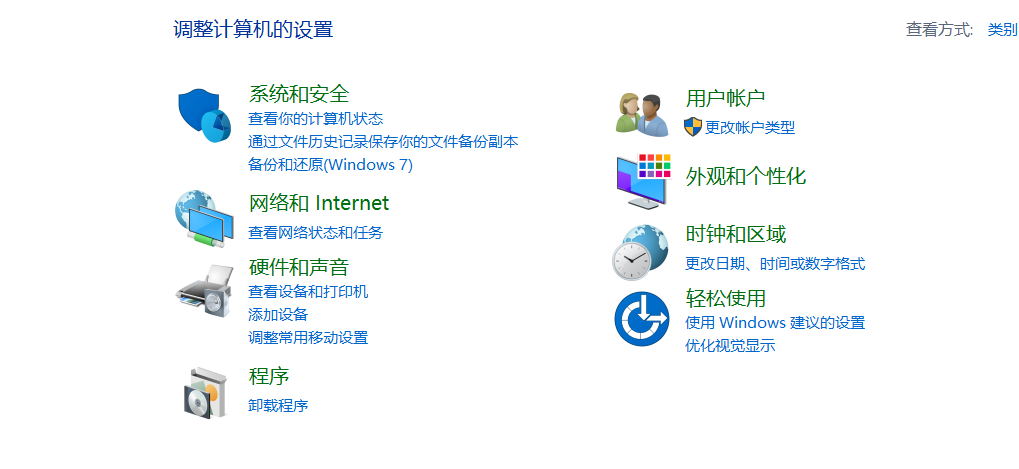 调整计算机的设置
查看方式: 类别
系统和安全
查看你的计算机状态
通过文件历史记录保存你的文件备份副本
备份和还原(Windows 7)
网络和 Internet
查看网络状态和任务
硬件和声音
查看设备和打印机
添加设备
调整常用移动设置
程序
卸载程序
用户帐户
更改帐户类型
外观和个性化
时钟和区域
更改日期、时间或数字格式
轻松使用
使用 Windows 建议的设置
优化视觉显示